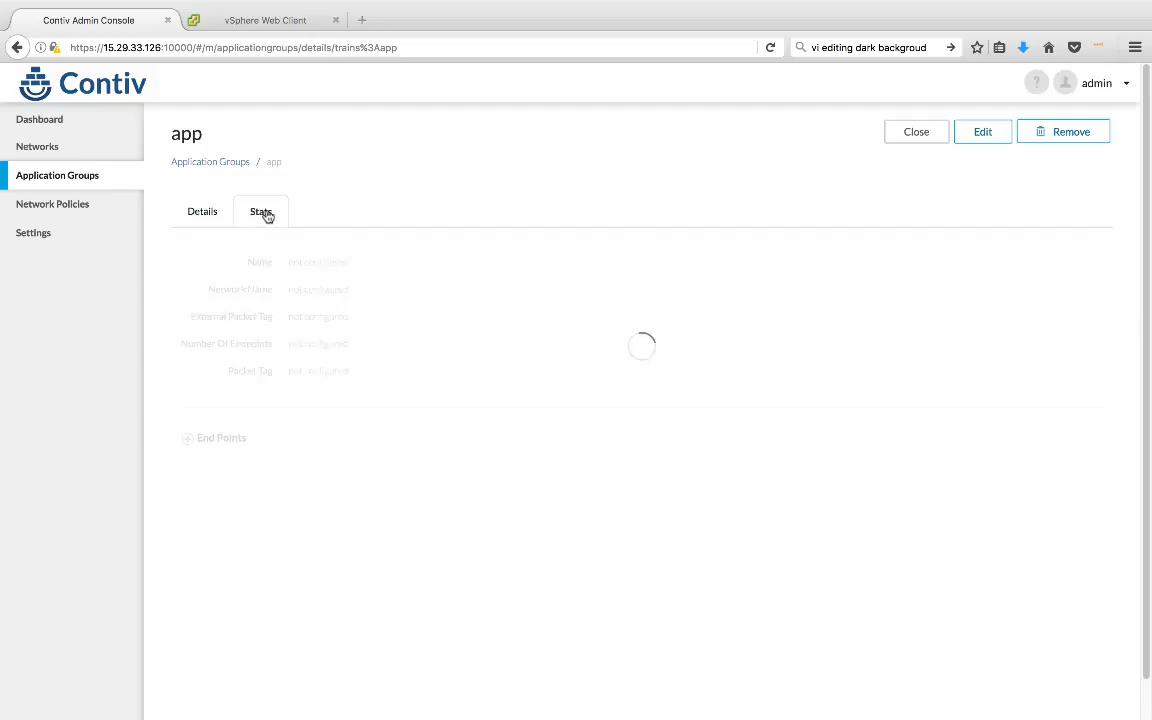 Contiv Admin Console
vSphere Web Client
https://15.29.33.126:10000/#/m/applicationgroups/details/trains%3Aapp
vi editing dark backgroud
Contiv
?
admin
Dashboard
Networks
Application Groups
Network Policies
Settings
app
Close
Edit
Remove
Application Groups / app
Details
Stats
Name not configured
Network Name not configured
External Packet Tag not configured
Number Of Endpoints not configured
Packet Tag not configured
End Points